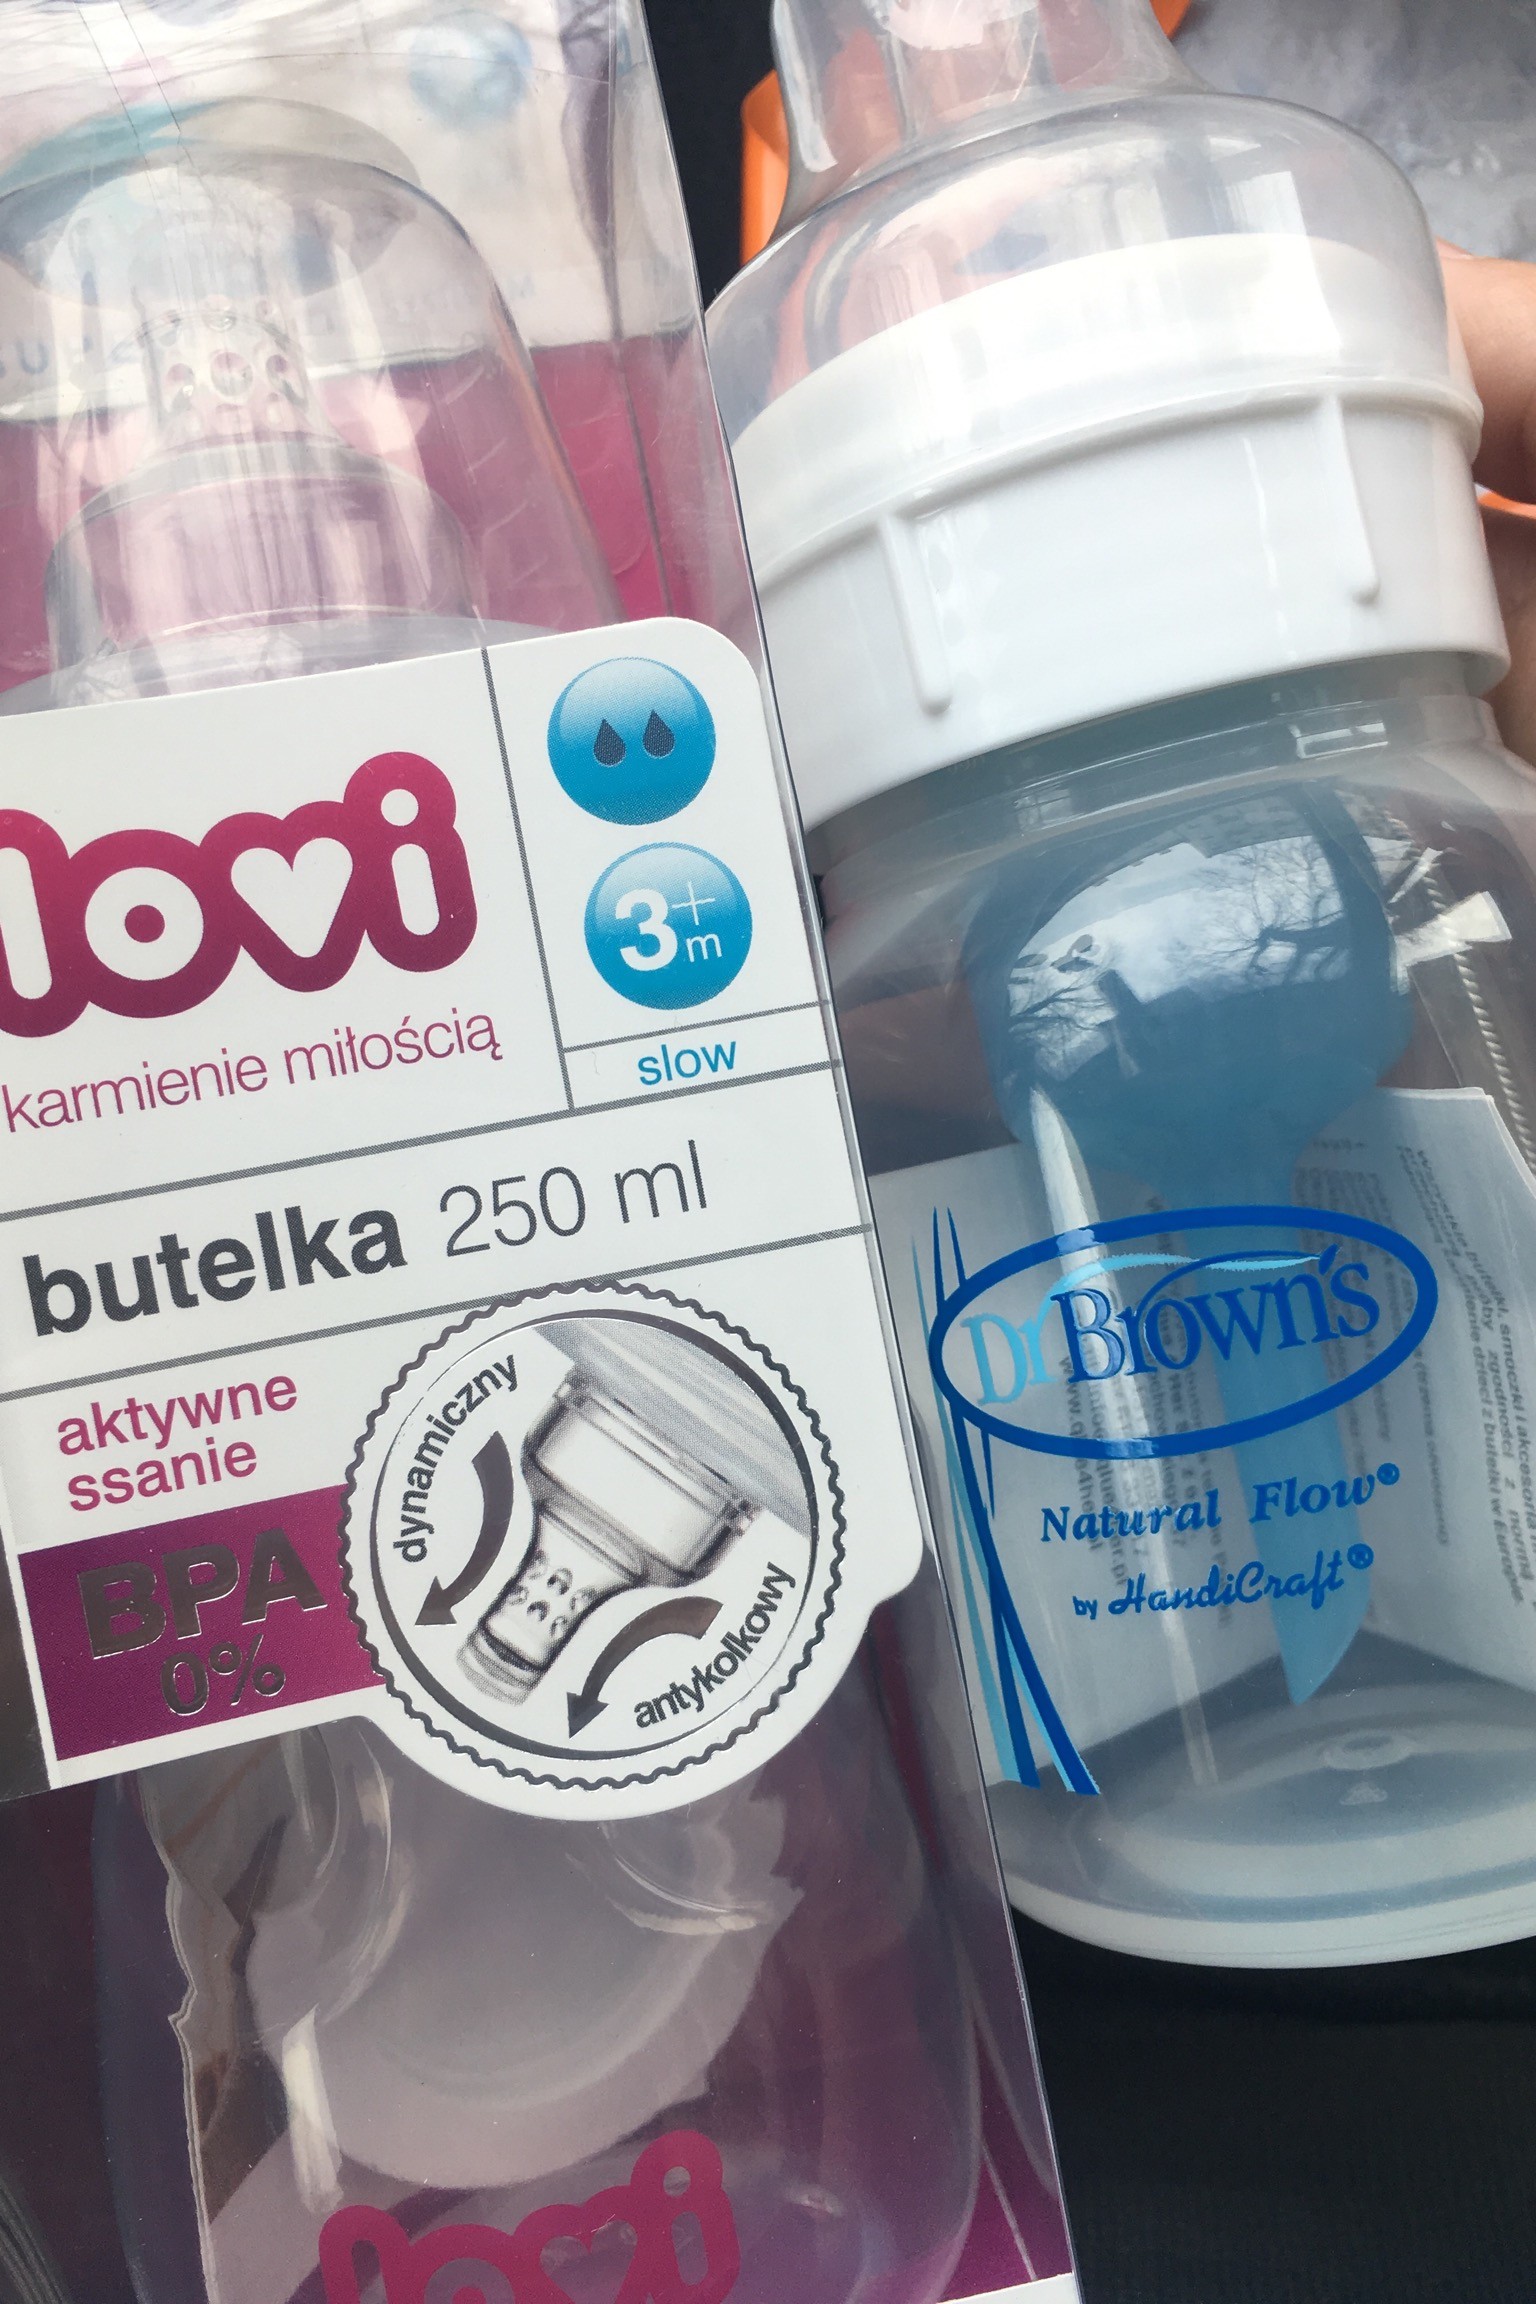 lovi
karmienie miłością
3+
m
slow
butelka 250 ml
aktywne
ssanie
BPA
0%
dynamiczny
antykolkowy
lovi
Dr Brown's
Natural Flow®
by HandiCraft®